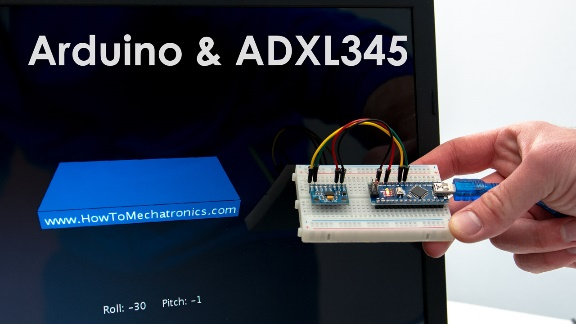 Arduino & ADXL345
www.HowToMechatronics.com
Roll: -30 Pitch: -1